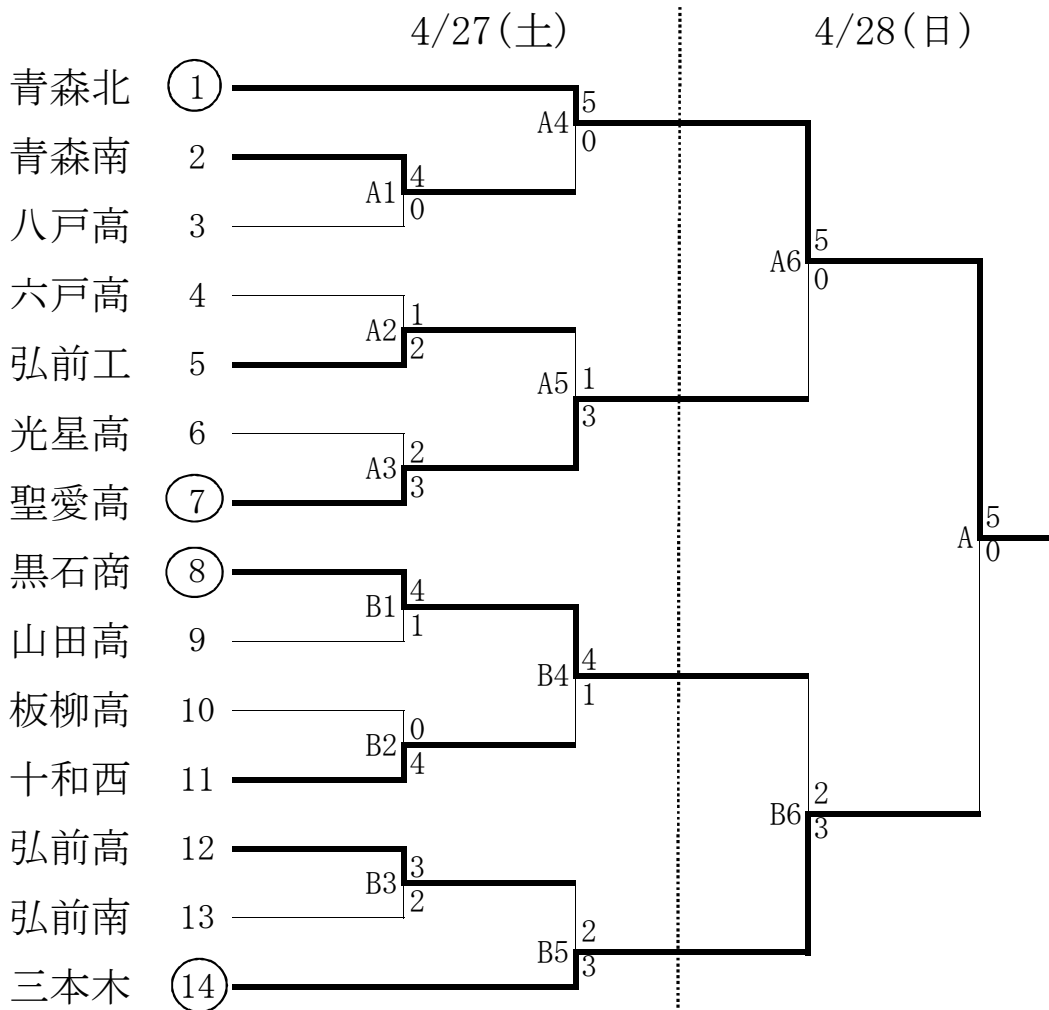 4/27(土) 4/28(日)
青森北 1
5
A4
0
青森南 2
4
A1
0
八戸高 3
5
A6
0
六戸高 4
1
A2
2
弘前工 5
1
A5
3
光星高 6
2
A3
3
聖愛高 7
5
A
0
黒石商 8
4
B1
1
山田高 9
4
B4
1
板柳高 10
0
B2
4
十和西 11
2
B6
3
弘前高 12
3
B3
2
弘前南 13
2
B5
3
三本木 14